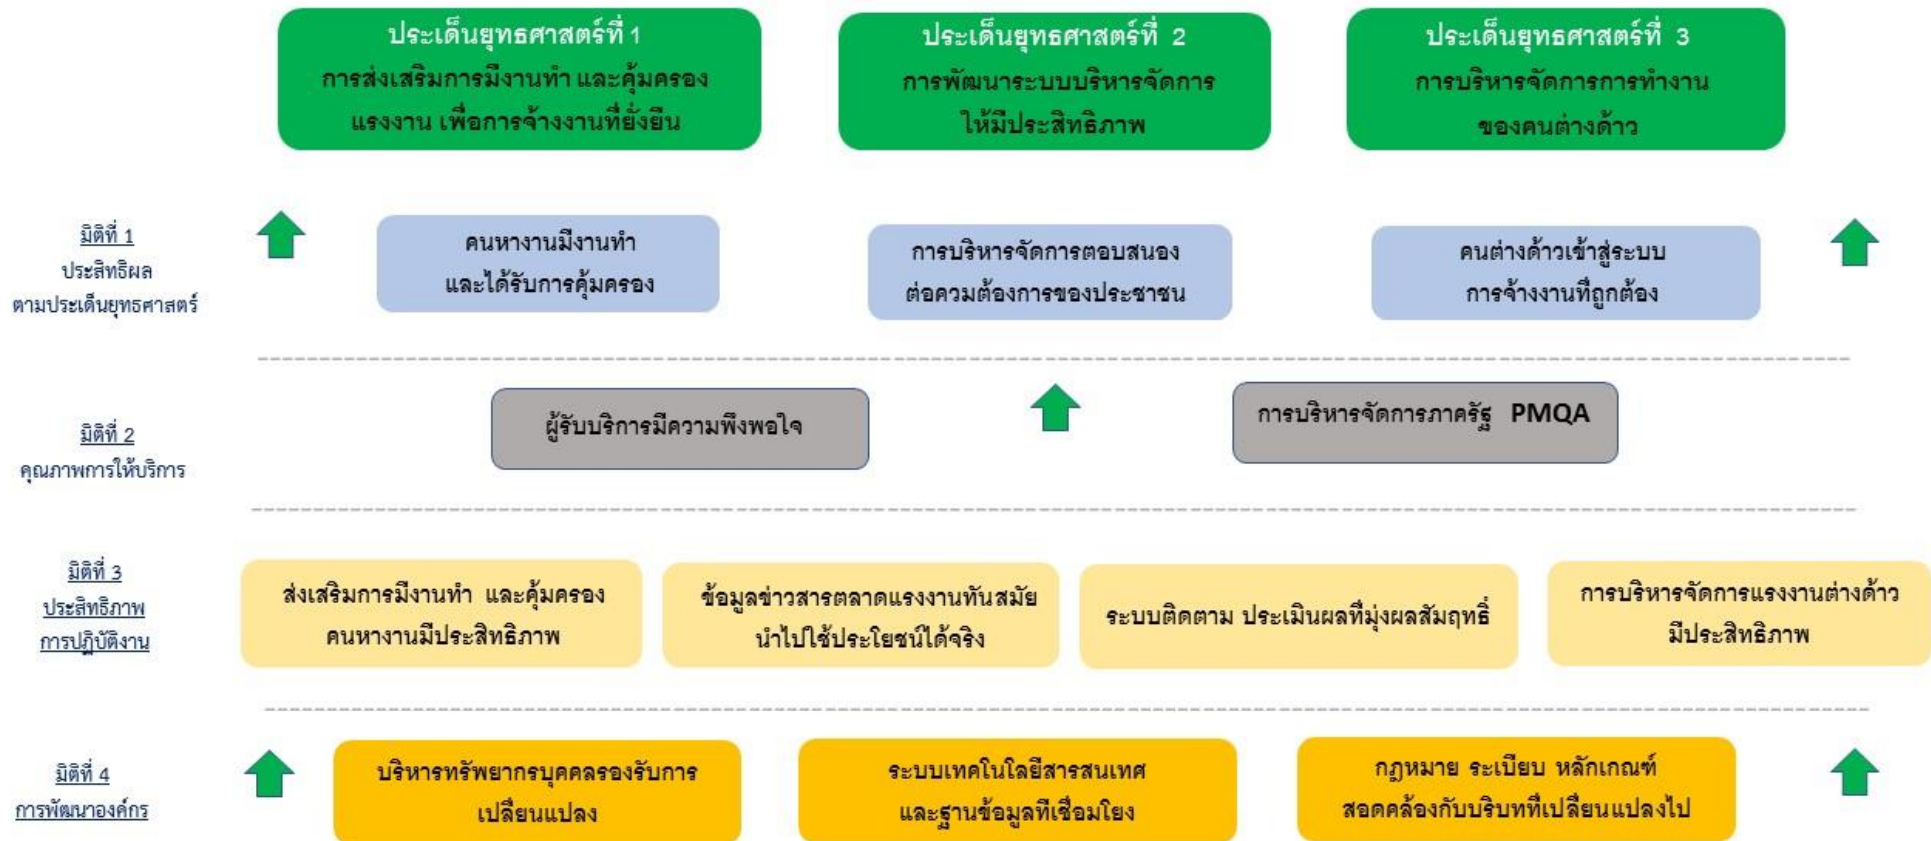 ประเด็นยุทธศาสตร์ที่ 1
การส่งเสริมการมีงานทำ และคุ้มครอง
แรงงาน เพื่อการจ้างงานที่ยั่งยืน
ประเด็นยุทธศาสตร์ที่ 2
การพัฒนาระบบบริหารจัดการ
ให้มีประสิทธิภาพ
ประเด็นยุทธศาสตร์ที่ 3
การบริหารจัดการการทำงาน
ของคนต่างด้าว
มิติที่ 1
ประสิทธิผล
ตามประเด็นยุทธศาสตร์
คนหางานมีงานทำ
และได้รับการคุ้มครอง
การบริหารจัดการตอบสนอง
ต่อควมต้องการของประชาชน
คนต่างด้าวเข้าสู่ระบบ
การจ้างงานที่ถูกต้อง
มิติที่ 2
คุณภาพการให้บริการ
ผู้รับบริการมีความพึงพอใจ
การบริหารจัดการภาครัฐ PMQA
มิติที่ 3
ประสิทธิภาพ
การปฏิบัติงาน
ส่งเสริมการมีงานทำ และคุ้มครอง
คนหางานมีประสิทธิภาพ
ข้อมูลข่าวสารตลาดแรงงานทันสมัย
นำไปใช้ประโยชน์ได้จริง
ระบบติดตาม ประเมินผลที่มุ่งผลสัมฤทธิ์
การบริหารจัดการแรงงานต่างด้าว
มีประสิทธิภาพ
มิติที่ 4
การพัฒนาองค์กร
บริหารทรัพยากรบุคคลรองรับการ
เปลี่ยนแปลง
ระบบเทคโนโลยีสารสนเทศ
และฐานข้อมูลทีเชื่อมโยง
กฎหมาย ระเบียบ หลักเกณฑ์
สอดคล้องกับบริบทที่เปลี่ยนแปลงไป